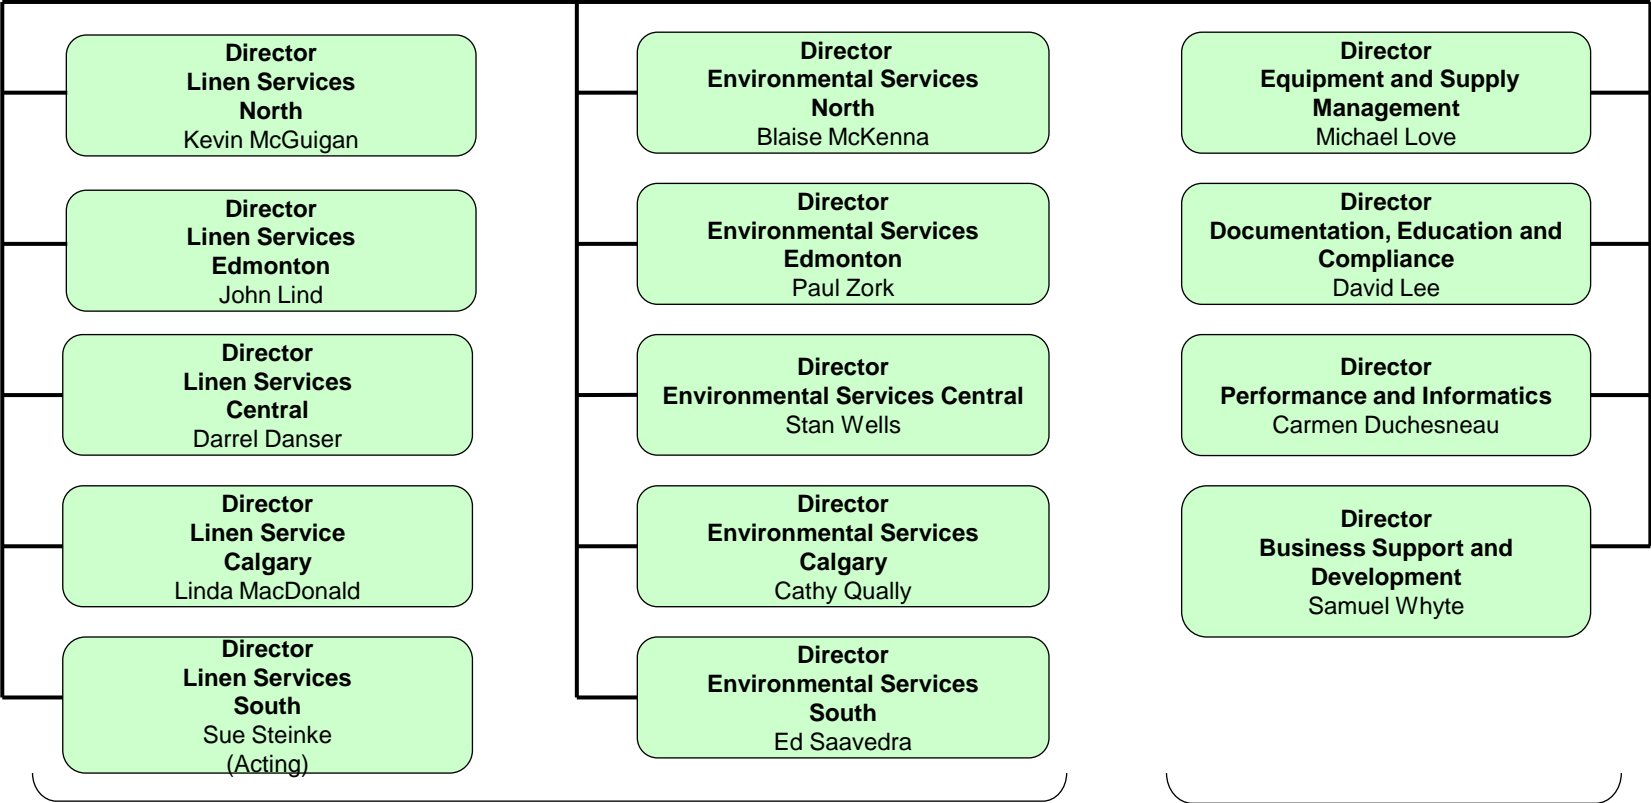 Director
Linen Services
North
Kevin McGuigan
Director
Linen Services
Edmonton
John Lind
Director
Linen Services
Central
Darrel Danser
Director
Linen Service
Calgary
Linda MacDonald
Director
Linen Services
South
Sue Steinke
(Acting)
Director
Environmental Services
North
Blaise McKenna
Director
Environmental Services
Edmonton
Paul Zork
Director
Environmental Services Central
Stan Wells
Director
Environmental Services
Calgary
Cathy Qually
Director
Environmental Services
South
Ed Saavedra
Director
Equipment and Supply
Management
Michael Love
Director
Documentation, Education and
Compliance
David Lee
Director
Performance and Informatics
Carmen Duchesneau
Director
Business Support and
Development
Samuel Whyte